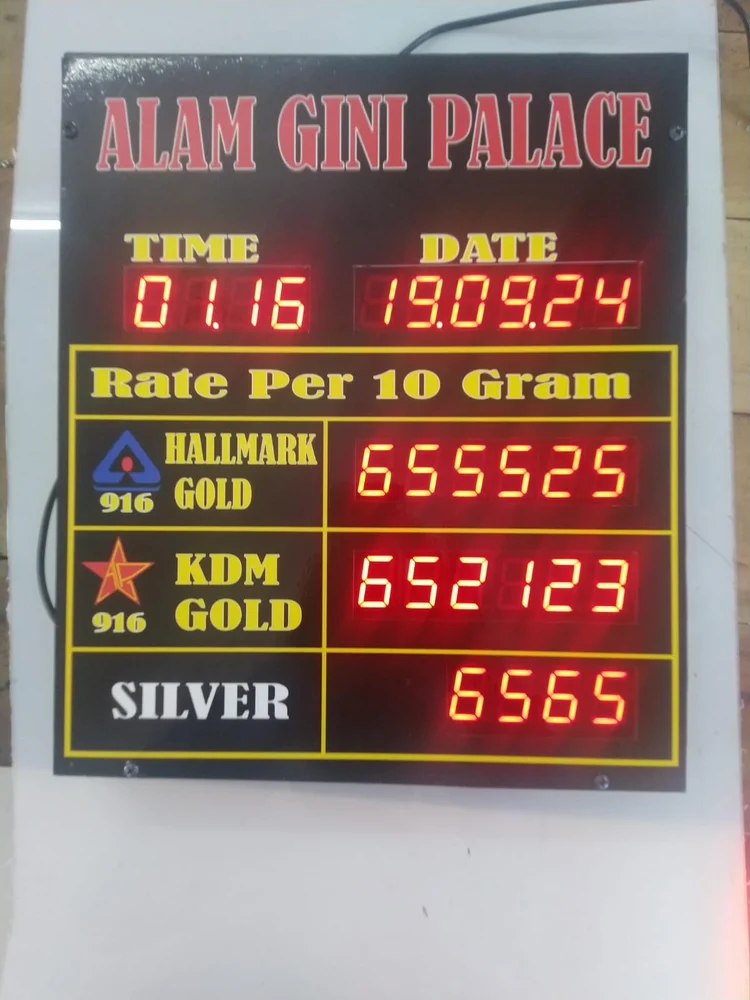 ALAM GINI PALACE
TIME DATE
01.16 19.09.24
Rate Per 10 Gram
916 HALLMARK GOLD 655525
916 KDM GOLD 652123
SILVER 6565